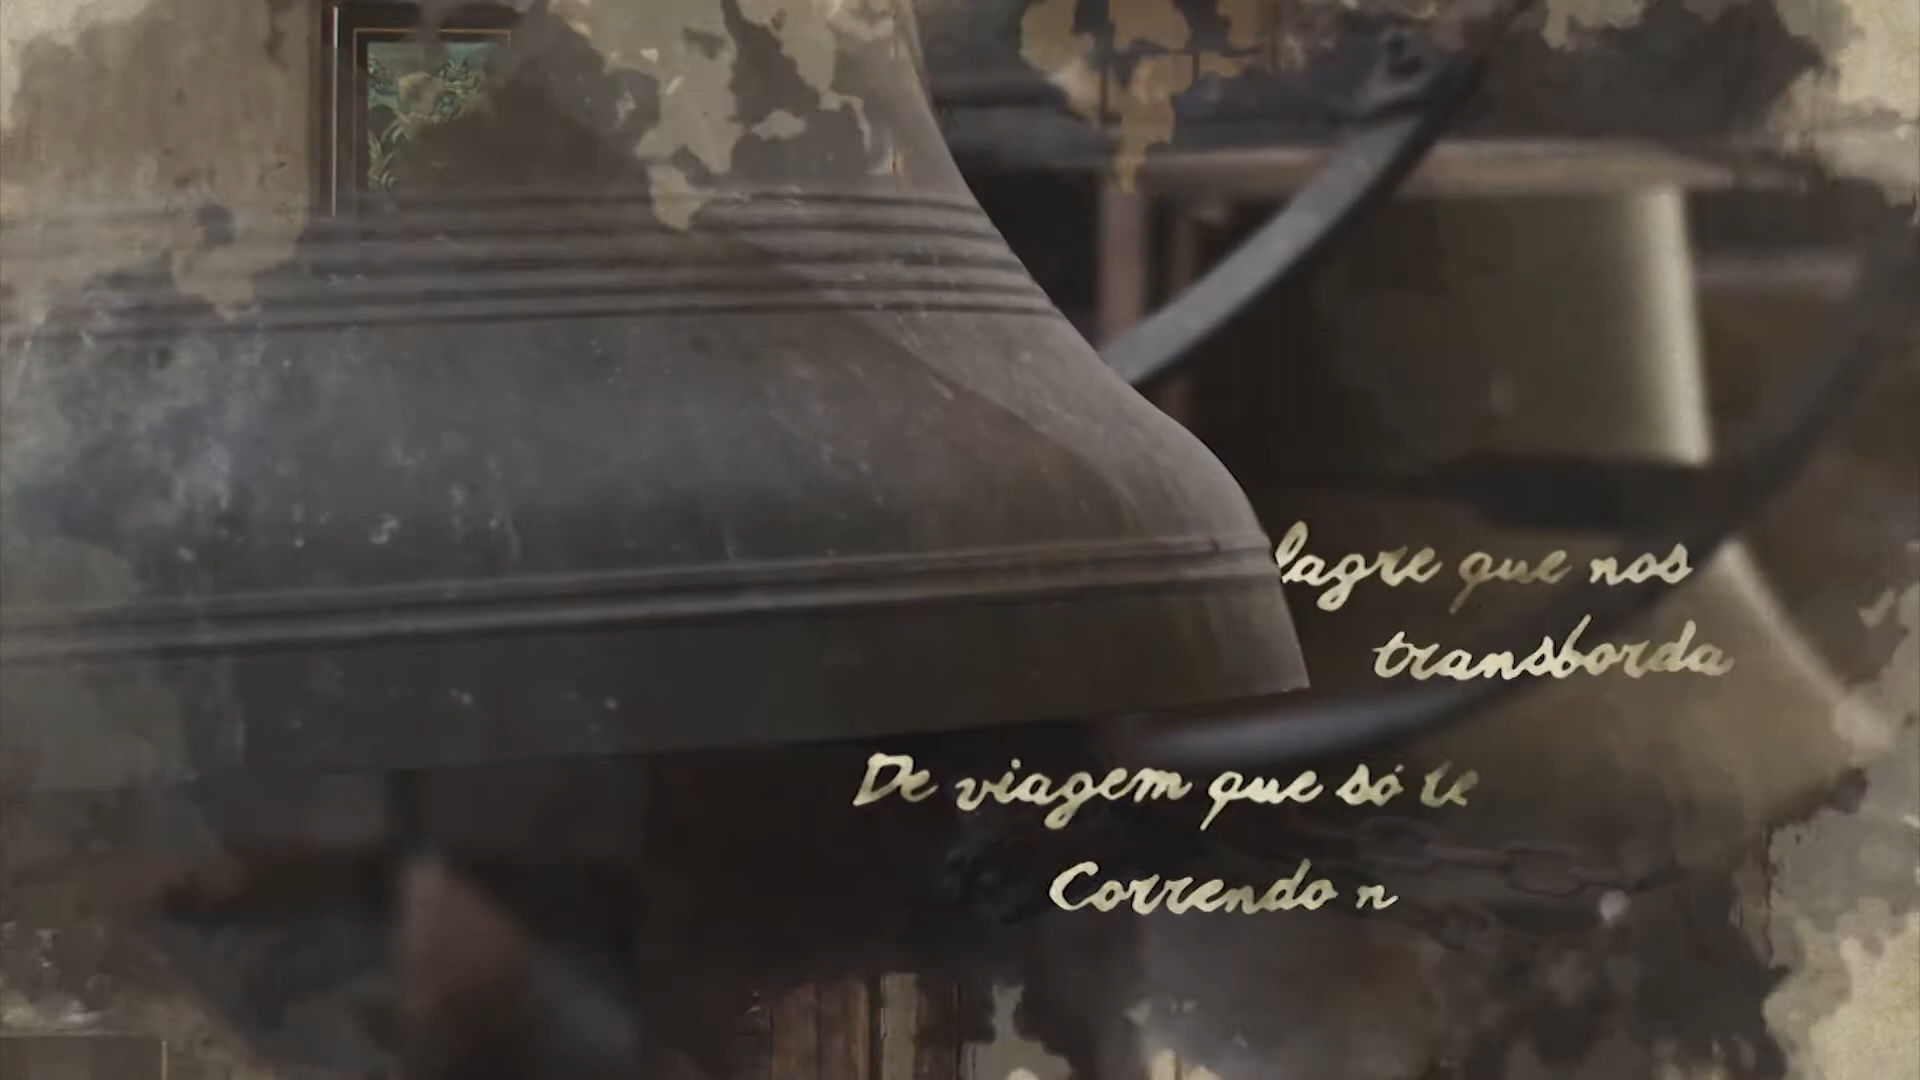 lagre que nos
transborda
De viagem que só te
Correndo n